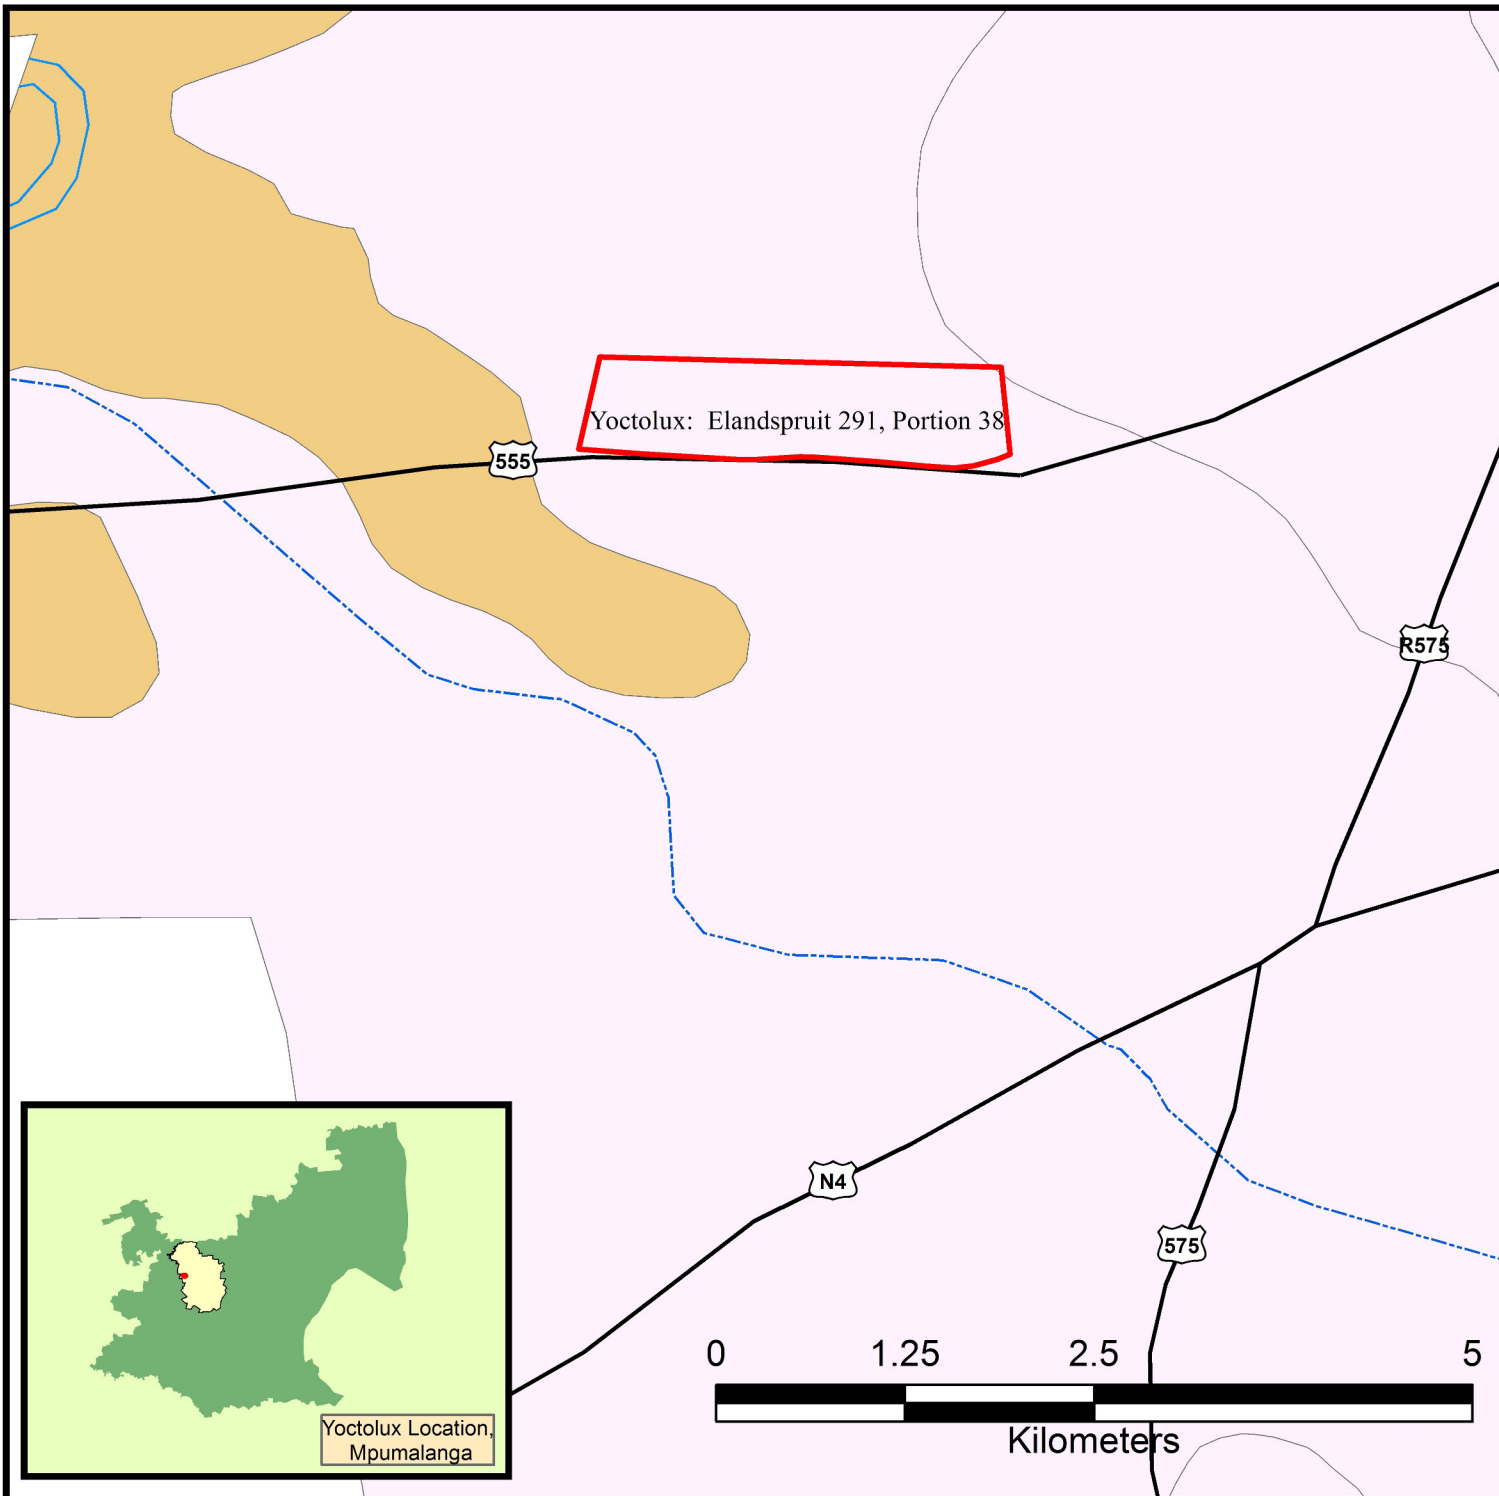 Yoctolux: Elandspruit 291, Portion 38
555
R575
N4
575
0 1.25 2.5 5
Kilometers
Yoctolux Location,
Mpumalanga